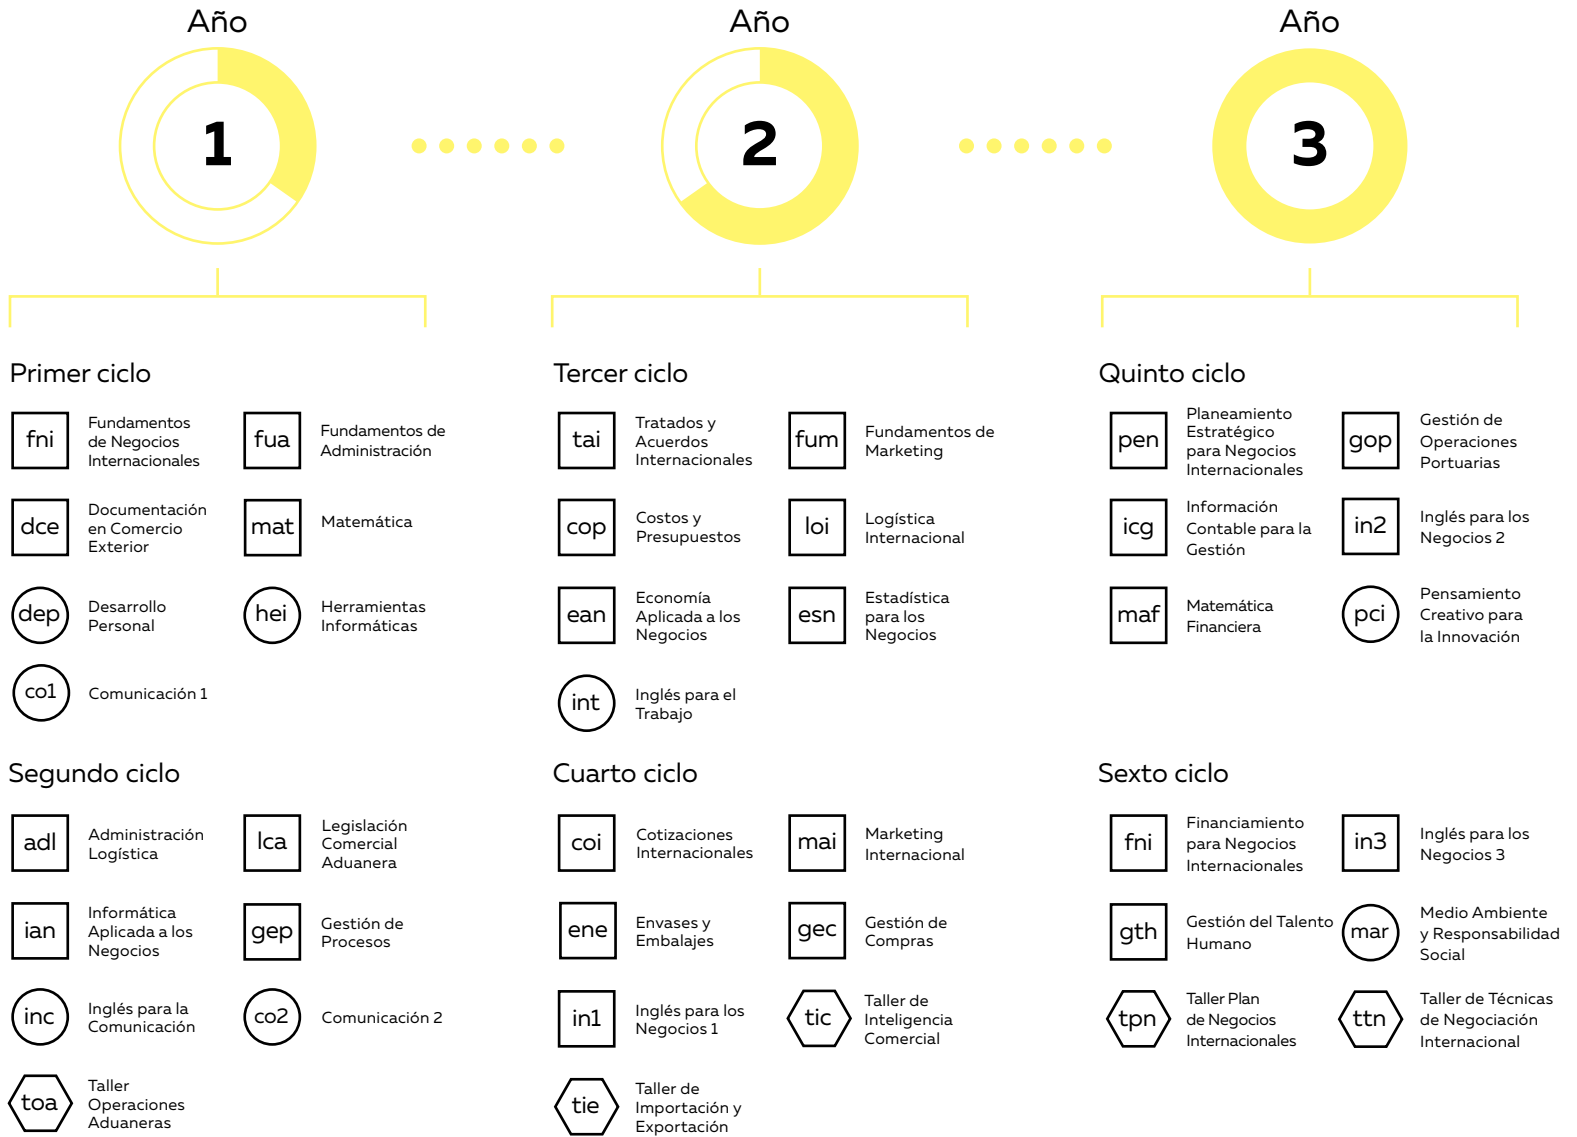 Año
1
Año
2
Año
3
Primer ciclo
fni
Fundamentos
de Negocios
Internacionales
fua
Fundamentos de
Administración
dce
Documentación
en Comercio
Exterior
mat
Matemática
dep
Desarrollo
Personal
hei
Herramientas
Informáticas
co1
Comunicación 1
Segundo ciclo
adl
Administración
Logística
lca
Legislación
Comercial
Aduanera
ian
Informática
Aplicada a los
Negocios
gep
Gestión de
Procesos
inc
Inglés para la
Comunicación
co2
Comunicación 2
toa
Taller
Operaciones
Aduaneras
Tercer ciclo
tai
Tratados y
Acuerdos
Internacionales
fum
Fundamentos de
Marketing
cop
Costos y
Presupuestos
loi
Logística
Internacional
ean
Economía
Aplicada a los
Negocios
esn
Estadística
para los
Negocios
int
Inglés para el
Trabajo
Cuarto ciclo
coi
Cotizaciones
Internacionales
mai
Marketing
Internacional
ene
Envases y
Embalajes
gec
Gestión de
Compras
in1
Inglés para los
Negocios 1
tic
Taller de
Inteligencia
Comercial
tie
Taller de
Importación y
Exportación
Quinto ciclo
pen
Planeamiento
Estratégico
para Negocios
Internacionales
gop
Gestión de
Operaciones
Portuarias
icg
Información
Contable para la
Gestión
in2
Inglés para los
Negocios 2
maf
Matemática
Financiera
pci
Pensamiento
Creativo para
la Innovación
Sexto ciclo
fni
Financiamiento
para Negocios
Internacionales
in3
Inglés para los
Negocios 3
gth
Gestión del Talento
Humano
mar
Medio Ambiente
y Responsabilidad
Social
tpn
Taller Plan
de Negocios
Internacionales
ttn
Taller de Técnicas
de Negociación
Internacional